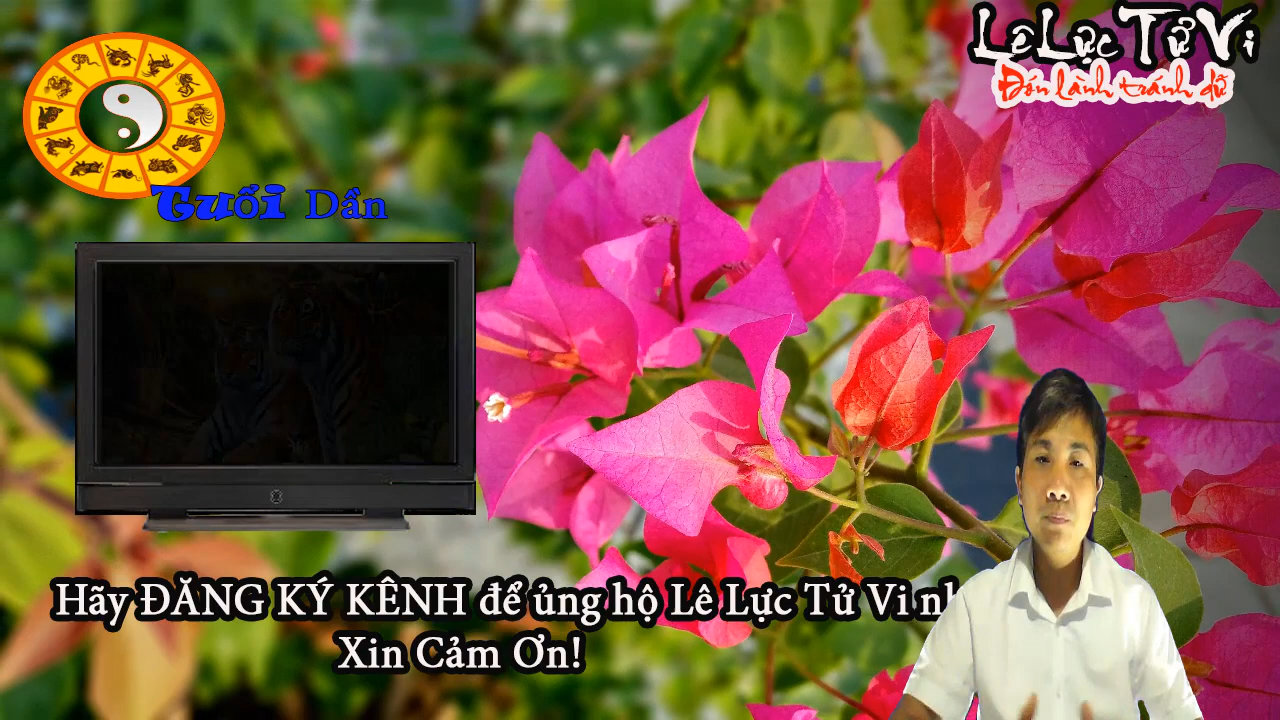 Lê Lực Tử Vi
Đón lành tránh dữ
Tuổi Dần
Hãy ĐĂNG KÝ KÊNH để ủng hộ Lê Lực Tử Vi nh
Xin Cảm Ơn!